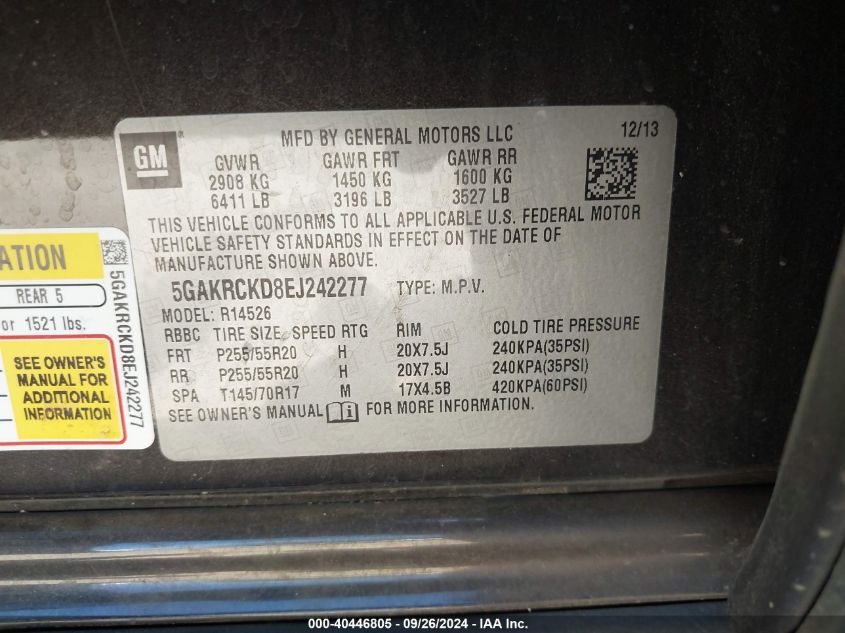 GM
MFD BY GENERAL MOTORS LLC
12/13
GVWR GAWR FRT GAWR RR
2908 KG 1450 KG 1600 KG
6411 LB 3196 LB 3527 LB
THIS VEHICLE CONFORMS TO ALL APPLICABLE U.S. FEDERAL MOTOR
VEHICLE SAFETY STANDARDS IN EFFECT ON THE DATE OF
MANUFACTURE SHOWN ABOVE.
5GAKRCKD8EJ242277 TYPE: M.P.V.
MODEL: R14526
RBBC TIRE SIZE SPEED RTG RIM COLD TIRE PRESSURE
FRT P255/55R20 H 20X7.5J 240KPA(35PSI)
RR P255/55R20 H 20X7.5J 240KPA(35PSI)
SPA T145/70R17 M 17X4.5B 420KPA(60PSI)
SEE OWNER'S MANUAL FOR MORE INFORMATION.
ATION
REAR 5
or 1521 lbs.
SEE OWNER'S
MANUAL FOR
ADDITIONAL
INFORMATION
5GAKRCKD8EJ242277
000-40446805 - 09/26/2024 - IAA Inc.